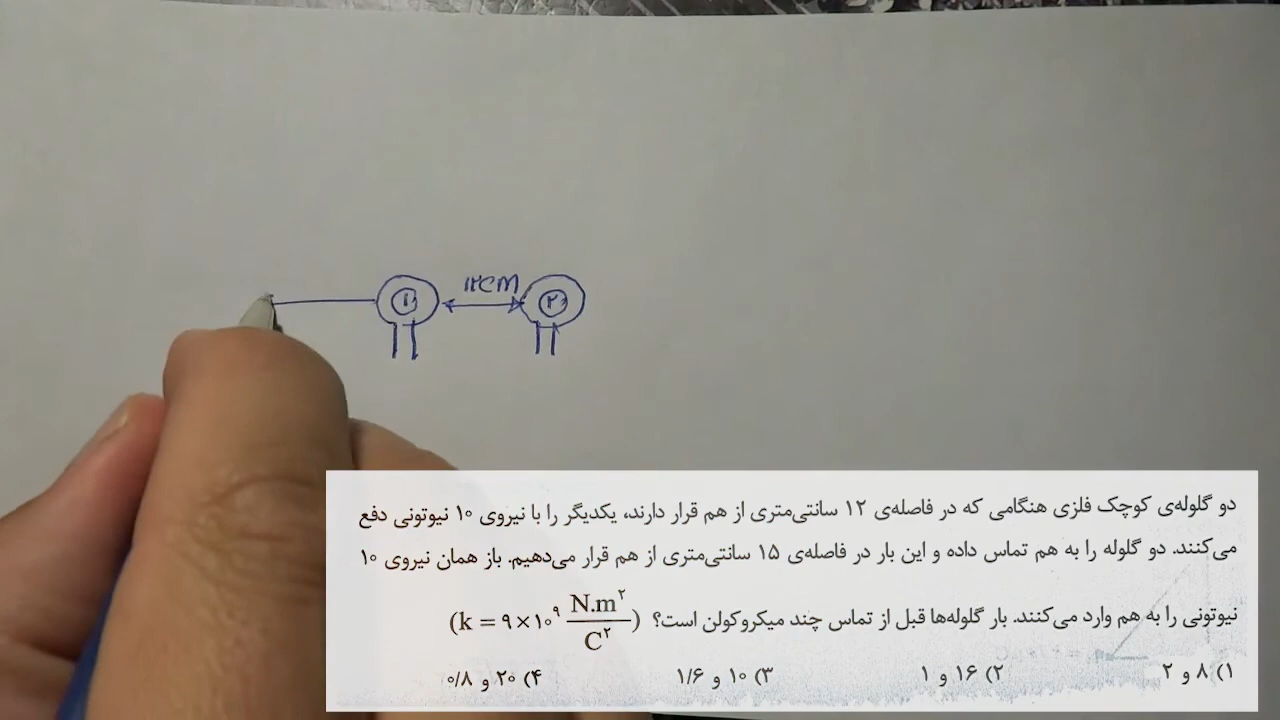 ۱۲cm
۱ ۲
دو گلوله‌ی کوچک فلزی هنگامی که در فاصله‌ی ۱۲ سانتی‌متری از هم قرار دارند، یکدیگر را با نیروی ۱۰ نیوتونی دفع
می‌کنند. دو گلوله را به هم تماس داده و این بار در فاصله‌ی ۱۵ سانتی‌متری از هم قرار می‌دهیم. باز همان نیروی ۱۰
نیوتونی را به هم وارد می‌کنند. بار گلوله‌ها قبل از تماس چند میکروکولن است؟ (k = ۹×۱۰^۹ N.m^۲/C^۲)
۱) ۸ و ۲ ۲) ۱۶ و ۱ ۳) ۱۰ و ۱/۶ ۴) ۲۰ و ۰/۸